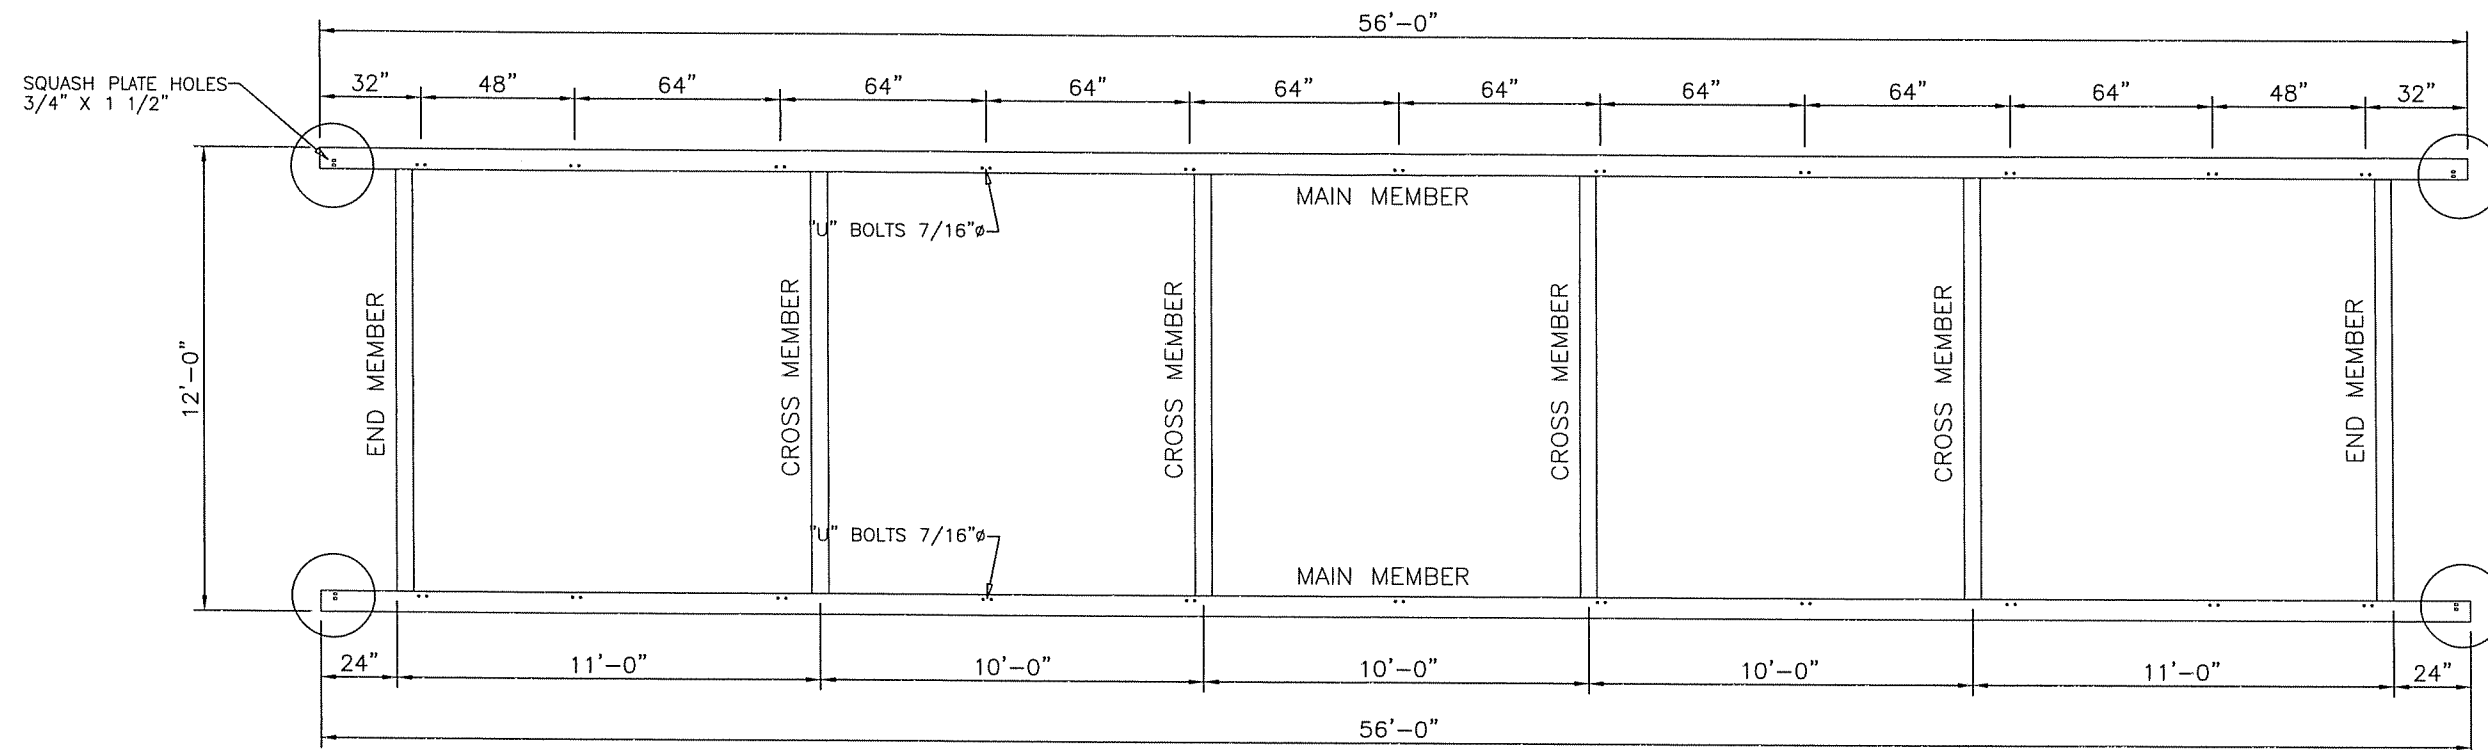 56'-0"
SQUASH PLATE HOLES
3/4" X 1 1/2"
32" 48" 64" 64" 64" 64" 64" 64" 64" 64" 48" 32"
MAIN MEMBER
"U" BOLTS 7/16"ø
12'-0"
END MEMBER
CROSS MEMBER
CROSS MEMBER
CROSS MEMBER
CROSS MEMBER
END MEMBER
"U" BOLTS 7/16"ø
MAIN MEMBER
24" 11'-0" 10'-0" 10'-0" 10'-0" 11'-0" 24"
56'-0"